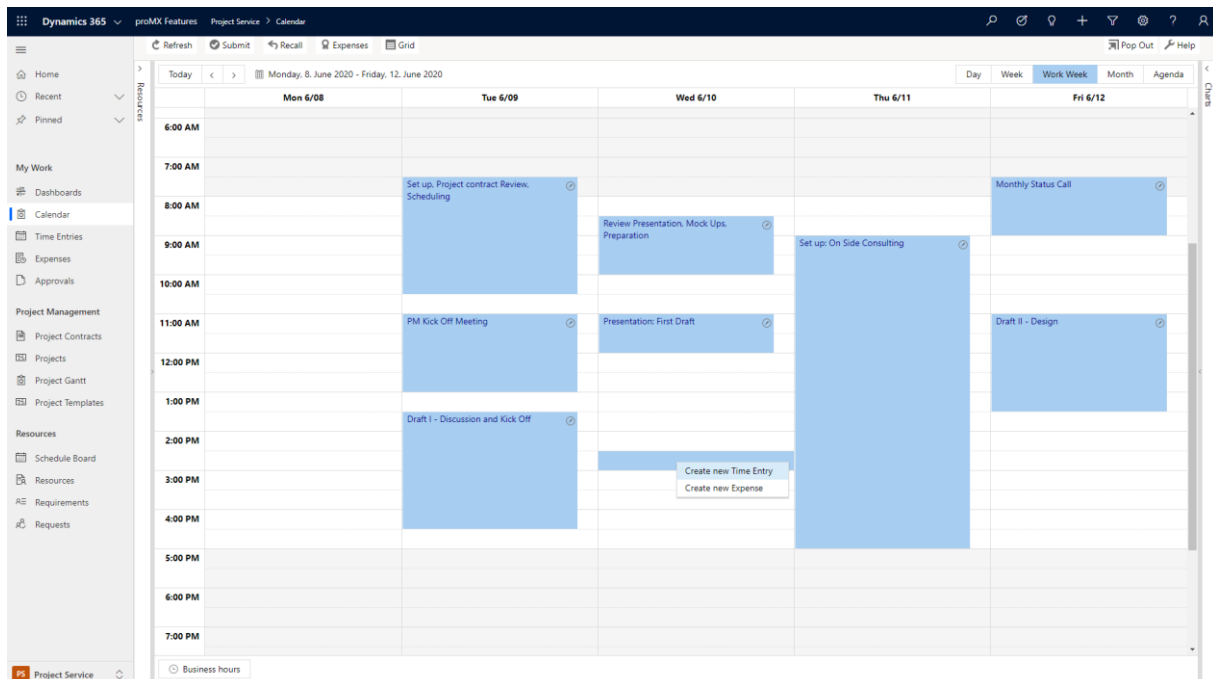 Dynamics 365 proMX Features Project Service > Calendar
Refresh Submit Recall Expenses Grid Pop Out Help
Home
Recent
Pinned
My Work
Dashboards
Calendar
Time Entries
Expenses
Approvals
Project Management
Project Contracts
Projects
Project Gantt
Project Templates
Resources
Schedule Board
Resources
Requirements
Requests
PS Project Service
Resources
Today < > Monday, 8. June 2020 - Friday, 12. June 2020 Day Week Work Week Month Agenda
Charts
Mon 6/08 Tue 6/09 Wed 6/10 Thu 6/11 Fri 6/12
6:00 AM
7:00 AM
Set up, Project contract Review, Monthly Status Call
Scheduling
8:00 AM
Review Presentation, Mock Ups,
Preparation
9:00 AM Set up: On Side Consulting
10:00 AM
11:00 AM PM Kick Off Meeting Presentation: First Draft Draft II - Design
12:00 PM
1:00 PM
Draft I - Discussion and Kick Off
2:00 PM
Create new Time Entry
3:00 PM
Create new Expense
4:00 PM
5:00 PM
6:00 PM
7:00 PM
Business hours